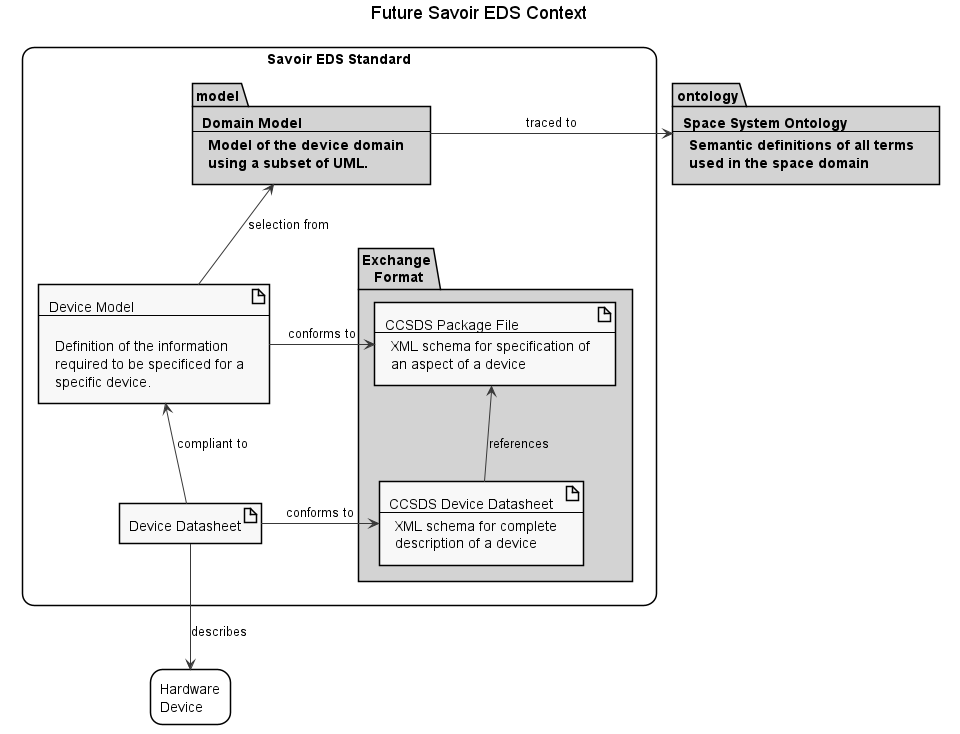 Future Savoir EDS Context
Savoir EDS Standard
model
Domain Model
Model of the device domain
using a subset of UML.
traced to
ontology
Space System Ontology
Semantic definitions of all terms
used in the space domain
selection from
Exchange
Format
Device Model
Definition of the information
required to be specificed for a
specific device.
conforms to
CCSDS Package File
XML schema for specification of
an aspect of a device
compliant to
references
Device Datasheet
conforms to
CCSDS Device Datasheet
XML schema for complete
description of a device
describes
Hardware
Device